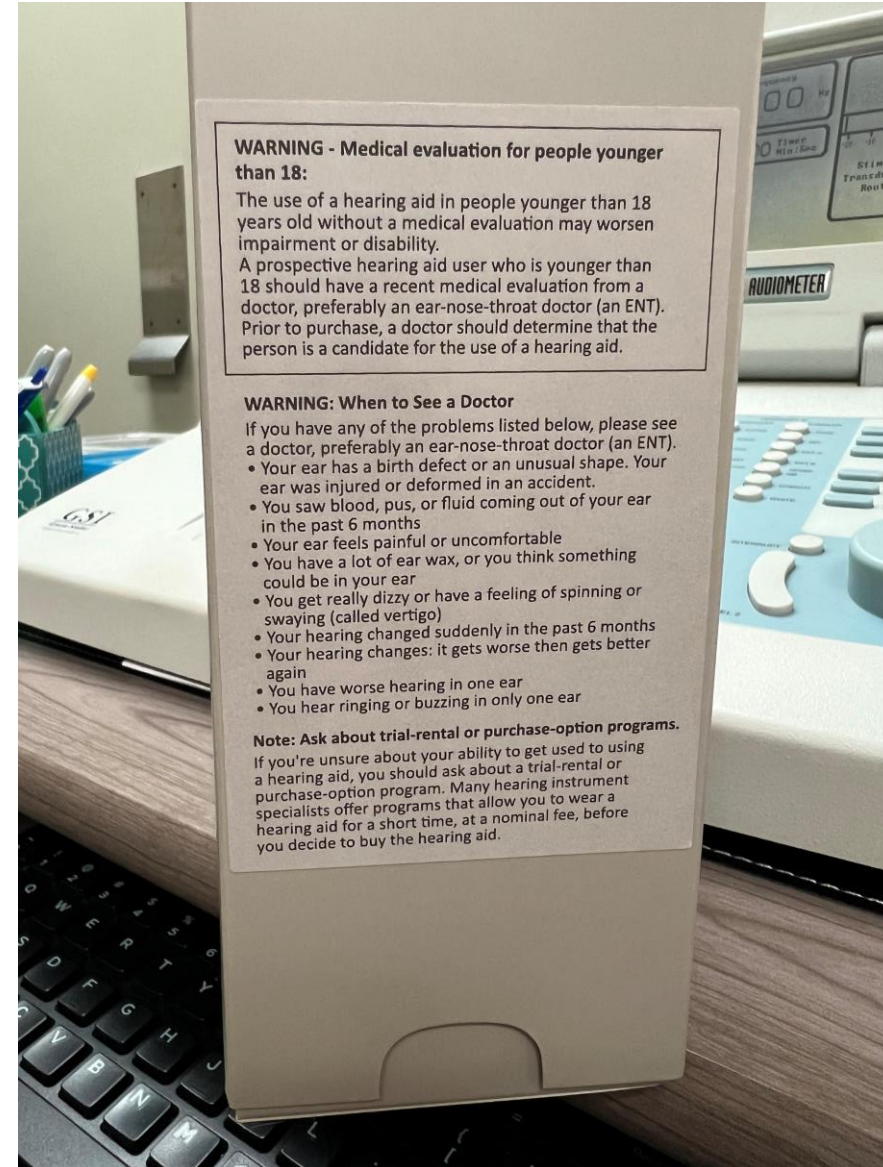 WARNING - Medical evaluation for people younger
than 18:
The use of a hearing aid in people younger than 18
years old without a medical evaluation may worsen
impairment or disability.
A prospective hearing aid user who is younger than
18 should have a recent medical evaluation from a
doctor, preferably an ear-nose-throat doctor (an ENT).
Prior to purchase, a doctor should determine that the
person is a candidate for the use of a hearing aid.
WARNING: When to See a Doctor
If you have any of the problems listed below, please see
a doctor, preferably an ear-nose-throat doctor (an ENT).
• Your ear has a birth defect or an unusual shape. Your
ear was injured or deformed in an accident.
• You saw blood, pus, or fluid coming out of your ear
in the past 6 months
• Your ear feels painful or uncomfortable
• You have a lot of ear wax, or you think something
could be in your ear
• You get really dizzy or have a feeling of spinning or
swaying (called vertigo)
• Your hearing changed suddenly in the past 6 months
• Your hearing changes: it gets worse then gets better
again
• You have worse hearing in one ear
• You hear ringing or buzzing in only one ear
Note: Ask about trial-rental or purchase-option programs.
If you're unsure about your ability to get used to using
a hearing aid, you should ask about a trial-rental or
purchase-option program. Many hearing instrument
specialists offer programs that allow you to wear a
hearing aid for a short time, at a nominal fee, before
you decide to buy the hearing aid.
00 Hz
Timer
Min:Sec
AUDIOMETER
GSI
W
E
R
T
Y
D
F
G
H
J
C
V
B
N
M
L